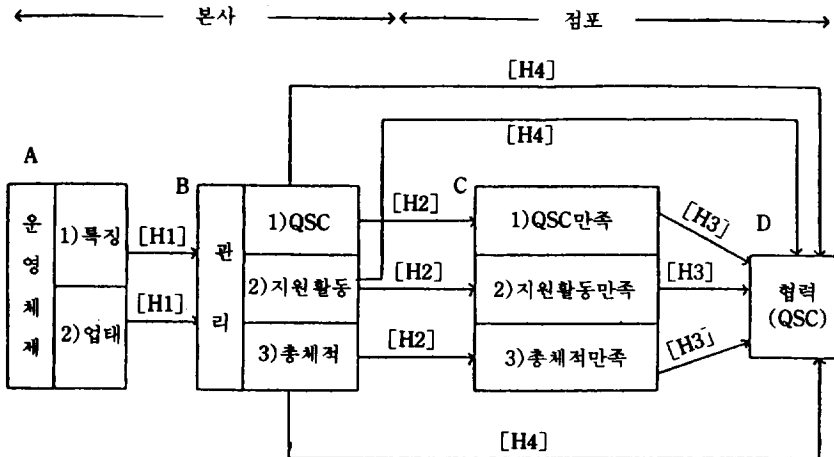 본사 점포
[H4]
[H4]
A
B
C
D
운영체재
1)특징
2)업태
[H1]
[H1]
관리
1)QSC
2)지원활동
3)총체적
[H2]
[H2]
[H2]
1)QSC만족
2)지원활동만족
3)총체적만족
[H3]
[H3]
[H3]
협력
(QSC)
[H4]